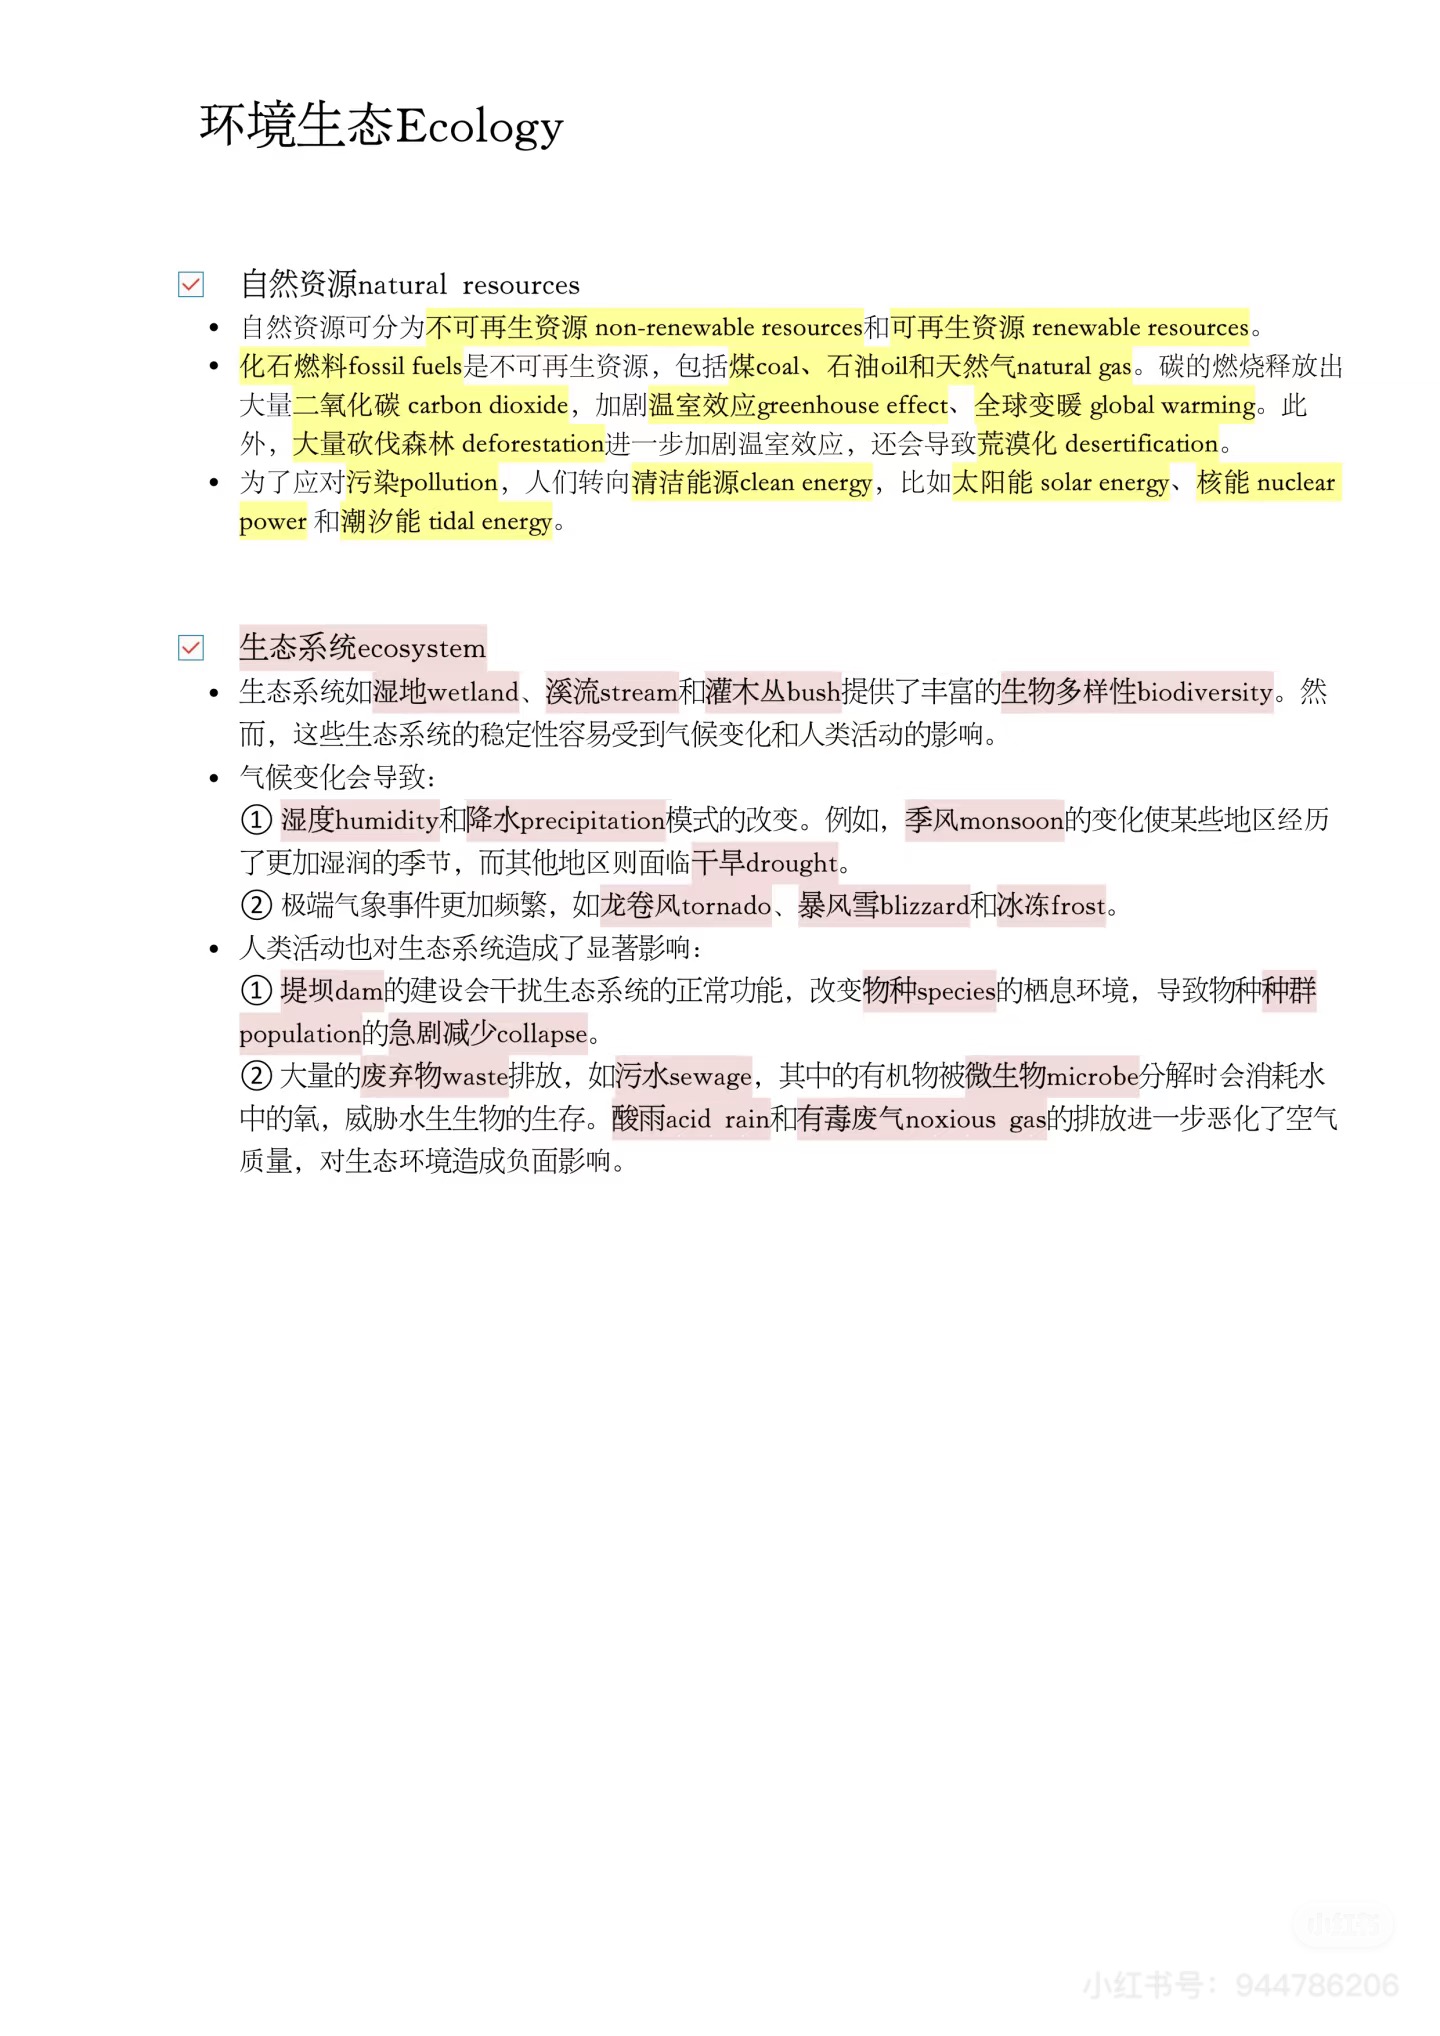 环境生态Ecology
自然资源natural resources
• 自然资源可分为不可再生资源 non-renewable resources和可再生资源 renewable resources。
• 化石燃料fossil fuels是不可再生资源，包括煤coal、石油oil和天然气natural gas。碳的燃烧释放出
大量二氧化碳 carbon dioxide，加剧温室效应greenhouse effect、全球变暖 global warming。此
外，大量砍伐森林 deforestation进一步加剧温室效应，还会导致荒漠化 desertification。
• 为了应对污染pollution，人们转向清洁能源clean energy，比如太阳能 solar energy、核能 nuclear
power 和潮汐能 tidal energy。
生态系统ecosystem
• 生态系统如湿地wetland、溪流stream和灌木丛bush提供了丰富的生物多样性biodiversity。然
而，这些生态系统的稳定性容易受到气候变化和人类活动的影响。
• 气候变化会导致：
① 湿度humidity和降水precipitation模式的改变。例如，季风monsoon的变化使某些地区经历
了更加湿润的季节，而其他地区则面临干旱drought。
② 极端气象事件更加频繁，如龙卷风tornado、暴风雪blizzard和冰冻frost。
• 人类活动也对生态系统造成了显著影响：
① 堤坝dam的建设会干扰生态系统的正常功能，改变物种species的栖息环境，导致物种种群
population的急剧减少collapse。
② 大量的废弃物waste排放，如污水sewage，其中的有机物被微生物microbe分解时会消耗水
中的氧，威胁水生生物的生存。酸雨acid rain和有毒废气noxious gas的排放进一步恶化了空气
质量，对生态环境造成负面影响。
小红书
小红书号：944786206